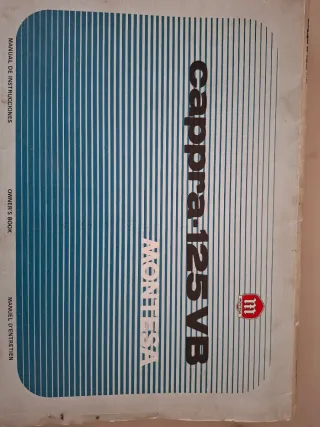 cappra-125 VB
MONTESA
MANUAL DE INSTRUCCIONES
OWNER'S BOOK
MANUEL D'ENTRETIEN